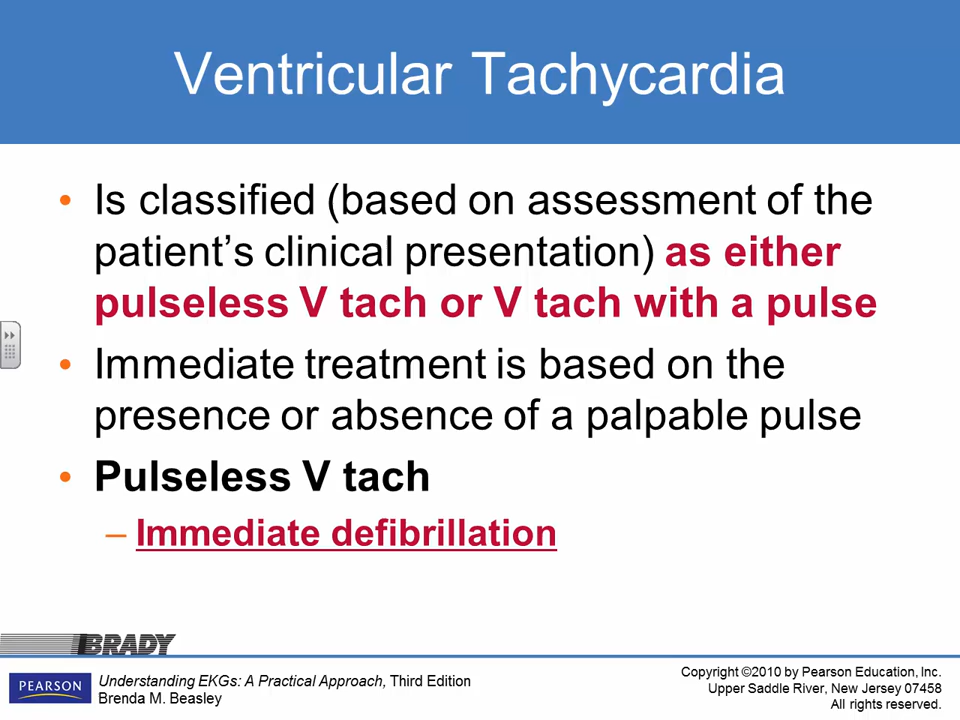 Ventricular Tachycardia
• Is classified (based on assessment of the
patient’s clinical presentation) as either
pulseless V tach or V tach with a pulse
• Immediate treatment is based on the
presence or absence of a palpable pulse
• Pulseless V tach
– Immediate defibrillation
BRADY
PEARSON
Understanding EKGs: A Practical Approach, Third Edition
Brenda M. Beasley
Copyright ©2010 by Pearson Education, Inc.
Upper Saddle River, New Jersey 07458
All rights reserved.